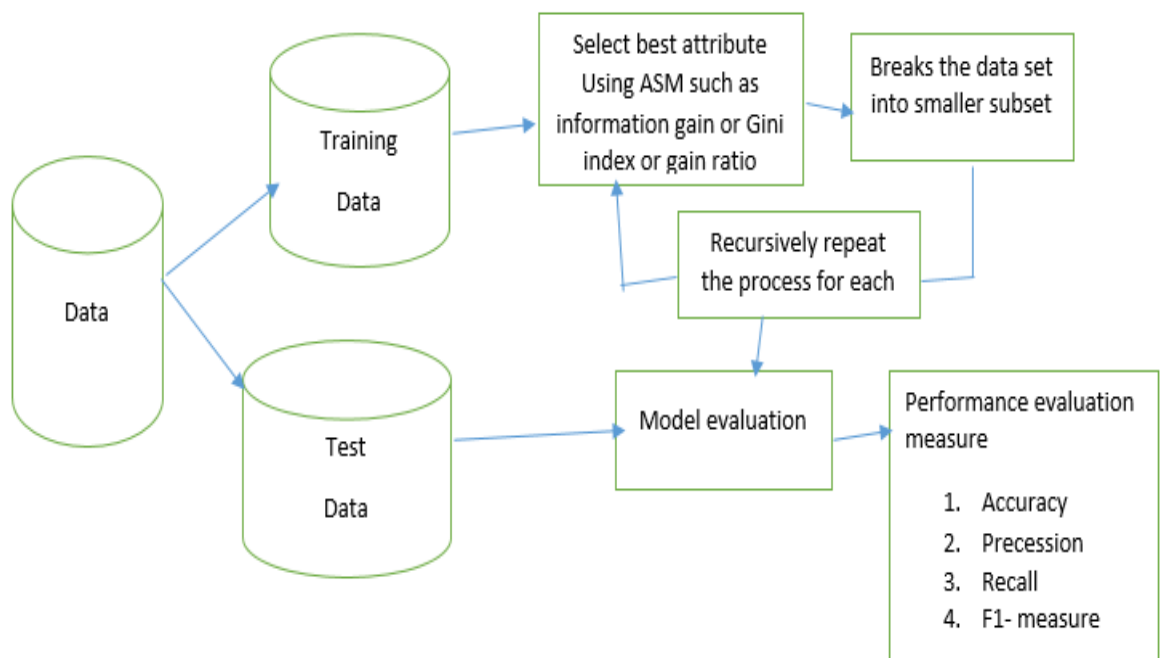 Data
Training
Data
Select best attribute
Using ASM such as
information gain or Gini
index or gain ratio
Breaks the data set
into smaller subset
Recursively repeat
the process for each
Test
Data
Model evaluation
Performance evaluation
measure
1. Accuracy
2. Precession
3. Recall
4. F1- measure